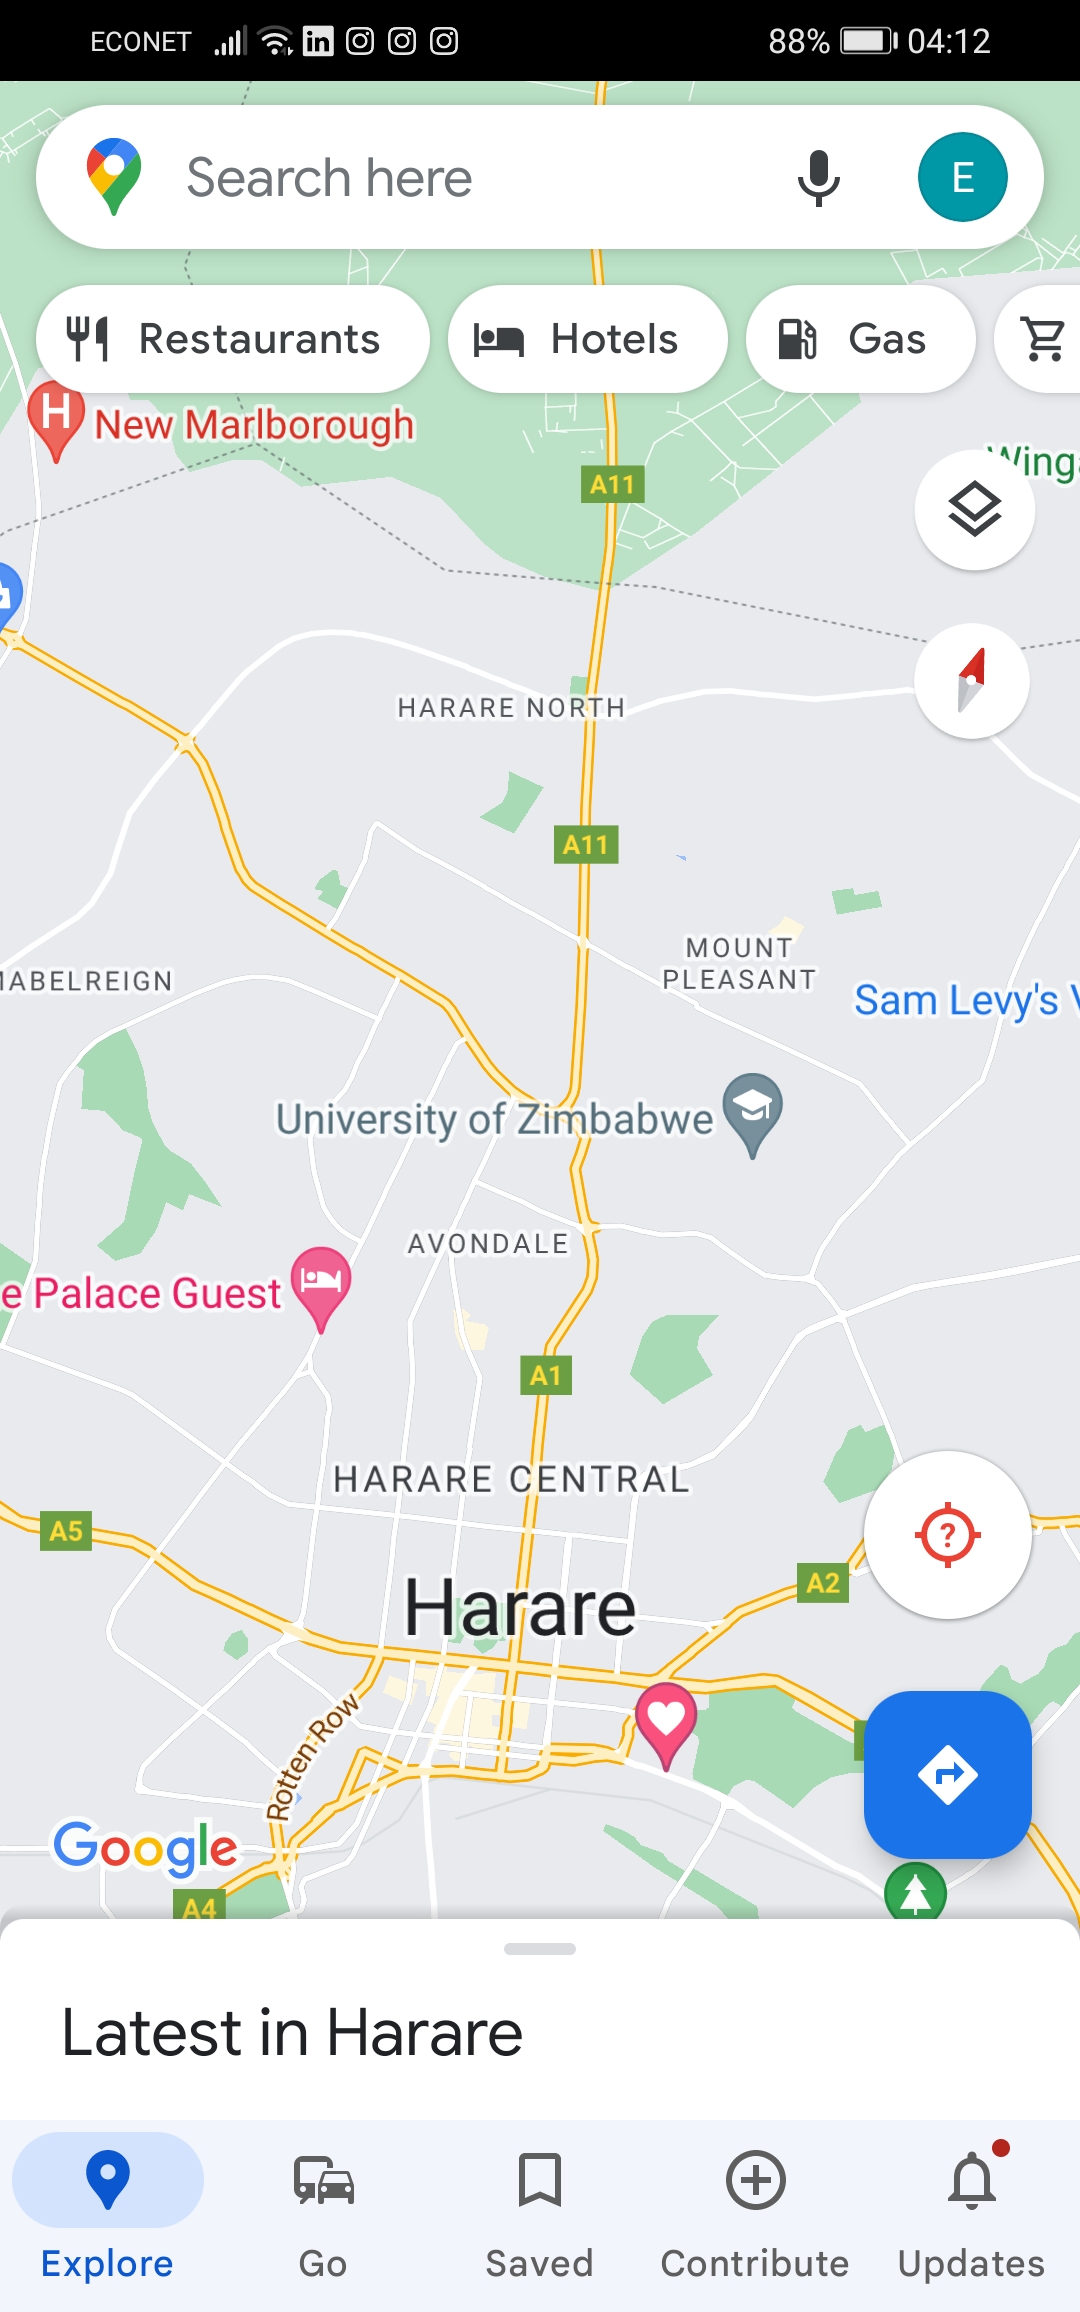 ECONET
88% 04:12
Search here
E
Restaurants
Hotels
Gas
H
New Marlborough
A11
HARARE NORTH
A11
MOUNT
PLEASANT
Sam Levy's
University of Zimbabwe
AVONDALE
e Palace Guest
A1
HARARE CENTRAL
A5
?
A2
Harare
Rotten Row
Google
A4
Latest in Harare
Explore
Go
Saved
Contribute
Updates